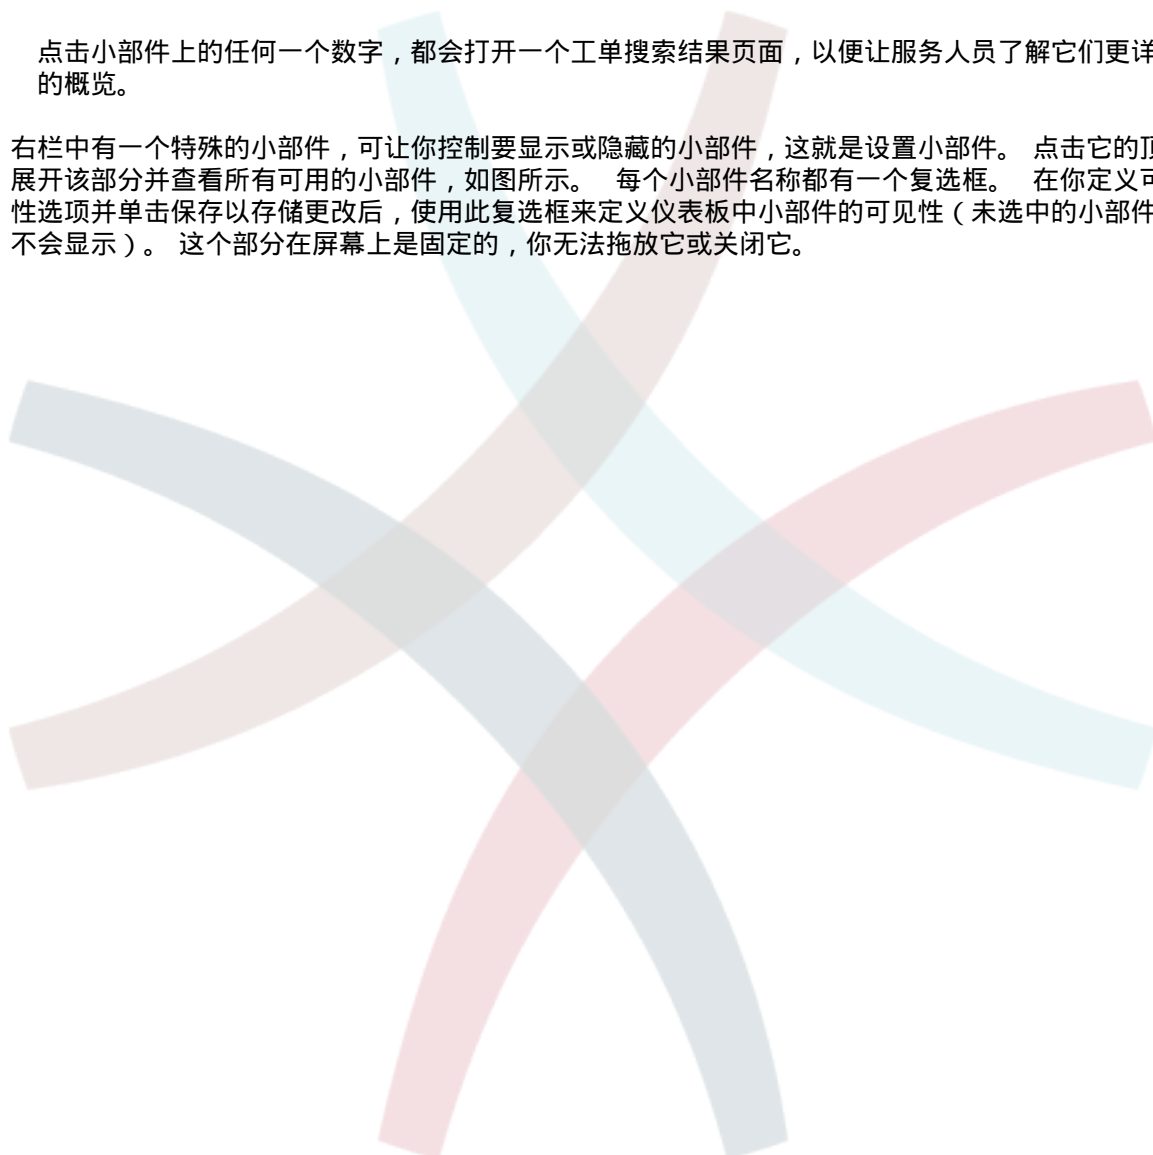 点击小部件上的任何一个数字，都会打开一个工单搜索结果页面，以便让服务人员了解它们更详
的概览。
右栏中有一个特殊的小部件，可让你控制要显示或隐藏的小部件，这就是设置小部件。 点击它的顶
展开该部分并查看所有可用的小部件，如图所示。 每个小部件名称都有一个复选框。 在你定义可
性选项并单击保存以存储更改后，使用此复选框来定义仪表板中小部件的可见性（未选中的小部件
不会显示）。 这个部分在屏幕上是固定的，你无法拖放它或关闭它。